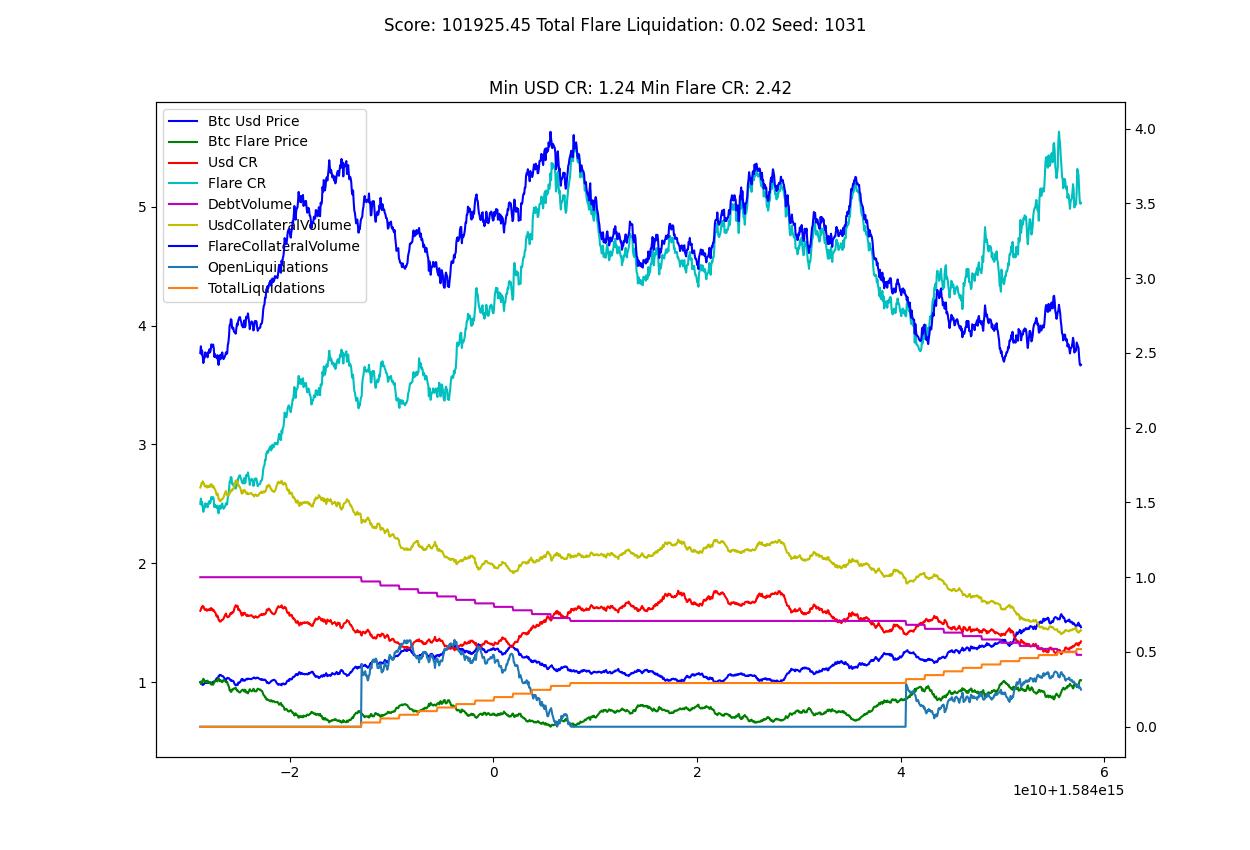 Score: 101925.45 Total Flare Liquidation: 0.02 Seed: 1031
Min USD CR: 1.24 Min Flare CR: 2.42
Btc Usd Price
Btc Flare Price
Usd CR
Flare CR
DebtVolume
UsdCollateralVolume
FlareCollateralVolume
OpenLiquidations
TotalLiquidations
5
4
3
2
1
4.0
3.5
3.0
2.5
2.0
1.5
1.0
0.5
0.0
−2 0 2 4 6
1e10+1.584e15